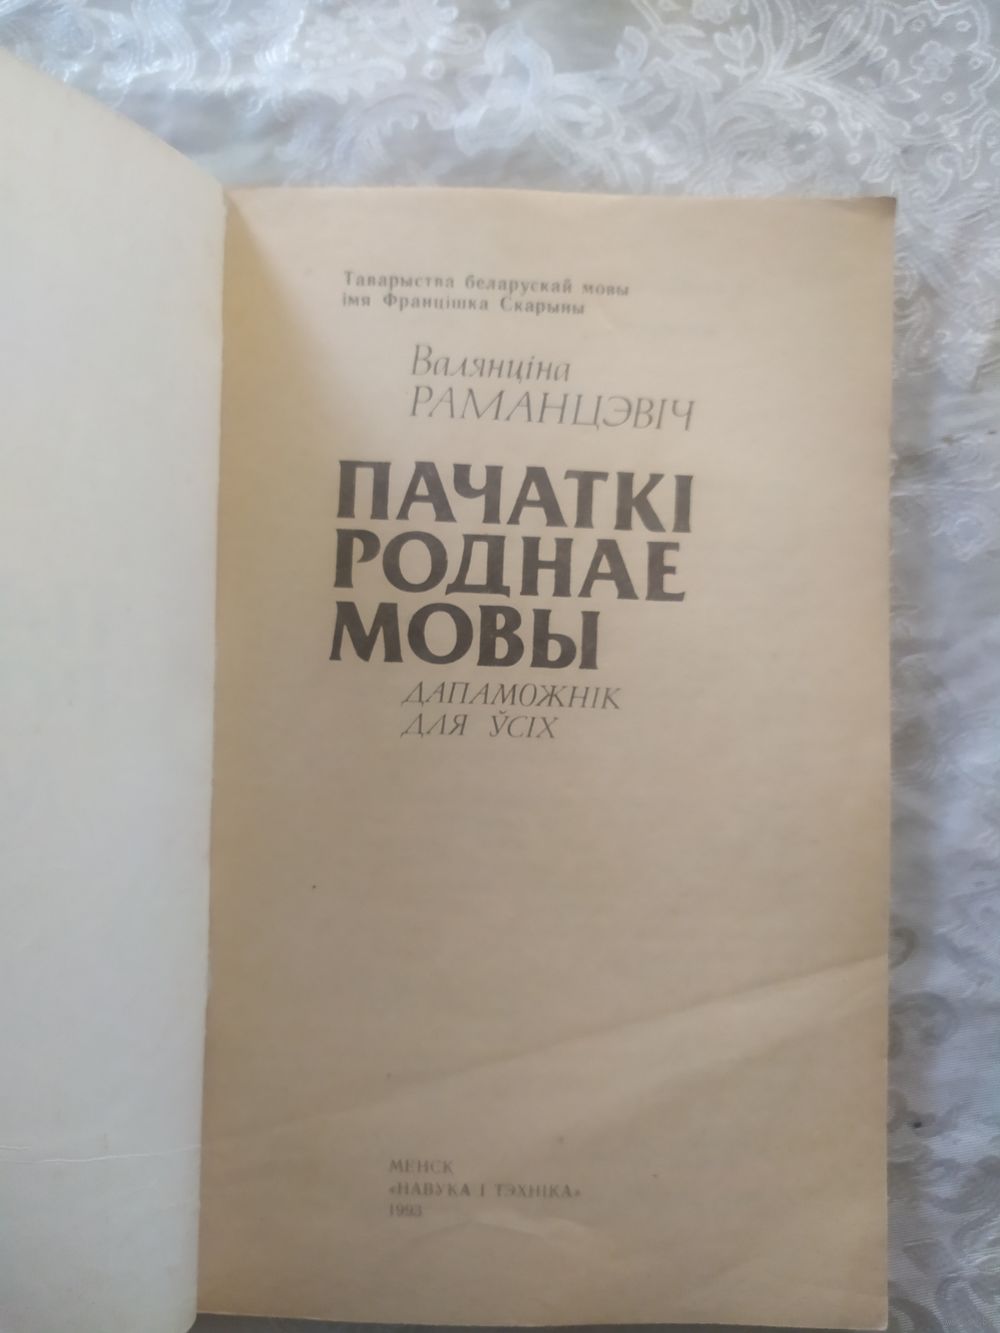 Таварыства беларускай мовы
імя Францішка Скарыны
Валянціна
РАМАНЦЭВІЧ
ПАЧАТКІ
РОДНАЕ
МОВЫ
ДАПАМОЖНІК
ДЛЯ ЎСІХ
МЕНСК
«НАВУКА І ТЭХНІКА»
1993